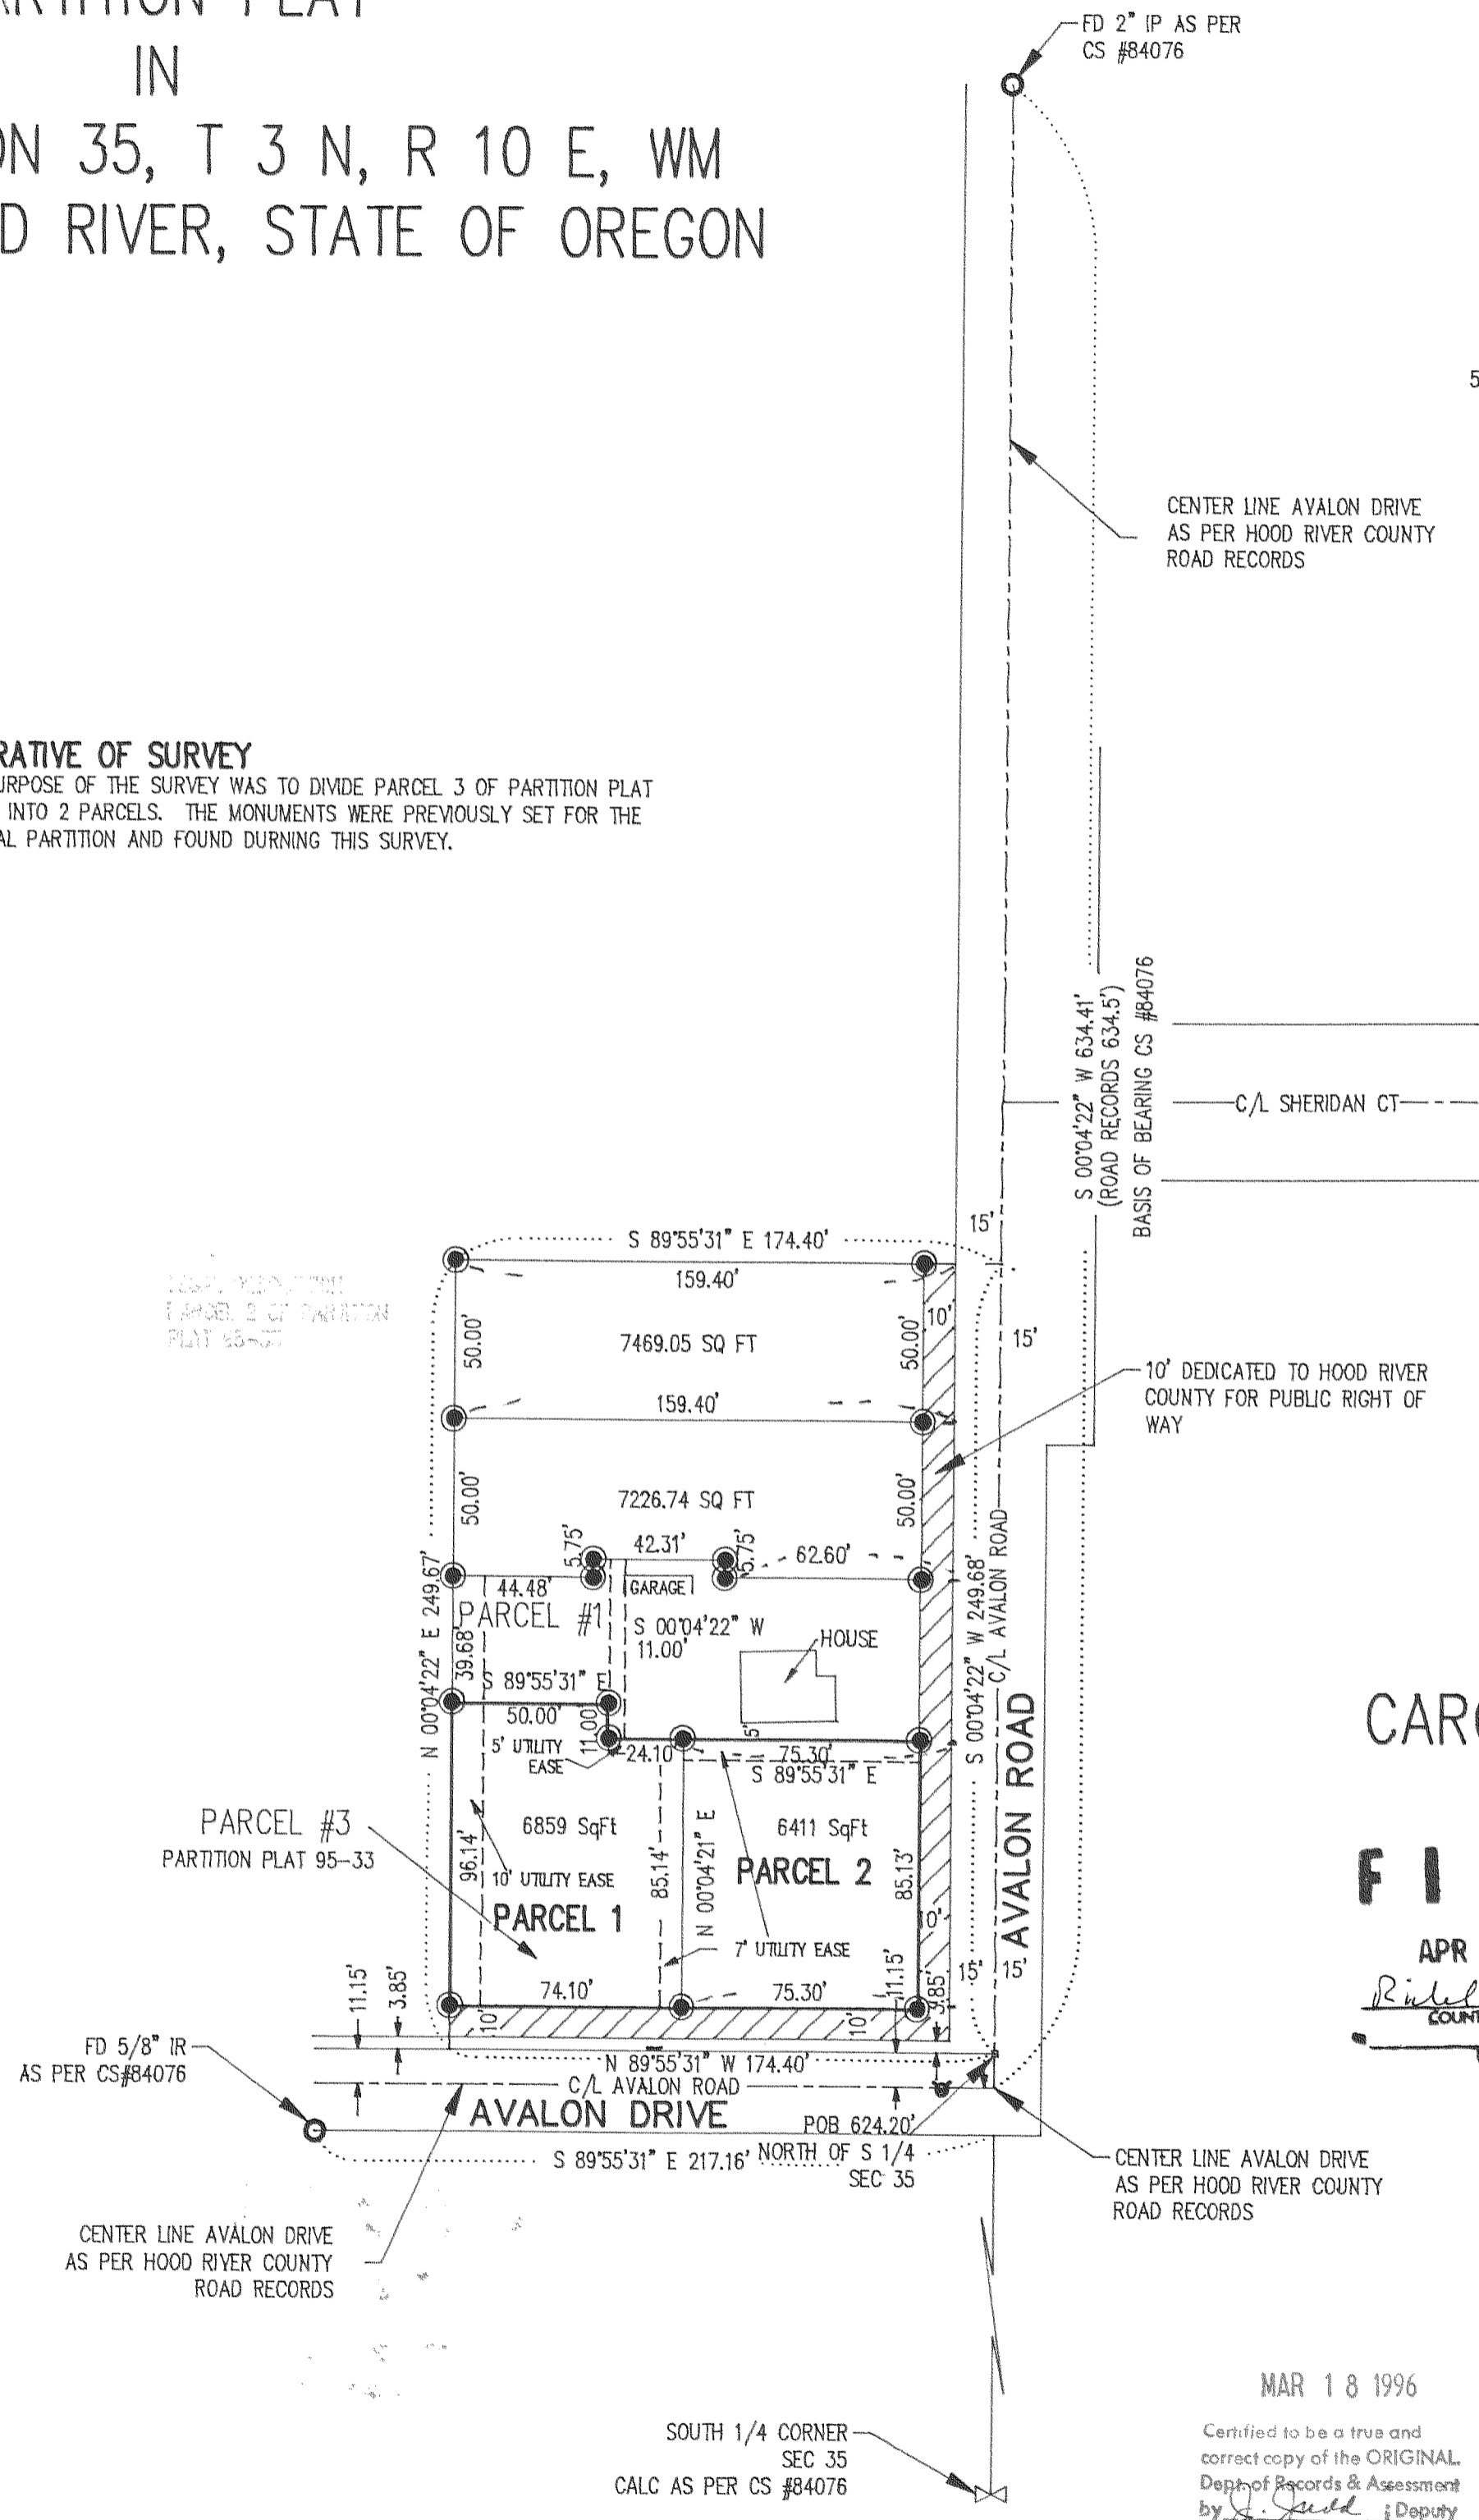 ARTITION PLAT
IN
ON 35, T 3 N, R 10 E, WM
D RIVER, STATE OF OREGON
FD 2" IP AS PER
CS #84076
5
CENTER LINE AVALON DRIVE
AS PER HOOD RIVER COUNTY
ROAD RECORDS
RATIVE OF SURVEY
URPOSE OF THE SURVEY WAS TO DIVIDE PARCEL 3 OF PARTITION PLAT
INTO 2 PARCELS. THE MONUMENTS WERE PREVIOUSLY SET FOR THE
AL PARTITION AND FOUND DURNING THIS SURVEY.
S 00°04'22" W 634.41'
(ROAD RECORDS 634.5')
BASIS OF BEARING CS #84076
C/L SHERIDAN CT
15'
S 89°55'31" E 174.40'
159.40'
10'
15'
PARCEL 2 OF PARTITION
50.00'
7469.05 SQ FT
50.00'
10' DEDICATED TO HOOD RIVER
COUNTY FOR PUBLIC RIGHT OF
WAY
159.40'
50.00'
7226.74 SQ FT
50.00'
5.75'
42.31'
5.75'
62.60'
44.48'
GARAGE
N 00°04'22" E 249.67'
S 00°04'22" W 249.68'
C/L AVALON ROAD
PARCEL #1
S 00°04'22" W
11.00'
HOUSE
39.68'
S 89°55'31" E
50.00'
11.00'
5'
5' UTILITY
EASE
24.10
75.30'
S 89°55'31" E
AVALON ROAD
CARO
PARCEL #3
PARTITION PLAT 95-33
6859 SqFt
6411 SqFt
96.14'
10' UTILITY EASE
85.14'
N 00°04'21" E
85.13'
PARCEL 2
PARCEL 1
10'
7' UTILITY EASE
F I
APR
COUNT
11.15'
3.85'
74.10'
75.30'
11.15'
3.85'
15'
15'
10'
10'
FD 5/8" IR
AS PER CS#84076
N 89°55'31" W 174.40'
C/L AVALON ROAD
AVALON DRIVE
POB 624.20'
NORTH OF S 1/4
SEC 35
S 89°55'31" E 217.16'
CENTER LINE AVALON DRIVE
AS PER HOOD RIVER COUNTY
ROAD RECORDS
CENTER LINE AVALON DRIVE
AS PER HOOD RIVER COUNTY
ROAD RECORDS
SOUTH 1/4 CORNER
SEC 35
CALC AS PER CS #84076
MAR 18 1996
Certified to be a true and
correct copy of the ORIGINAL.
Dept. of Records & Assessment
by J. Judd ; Deputy